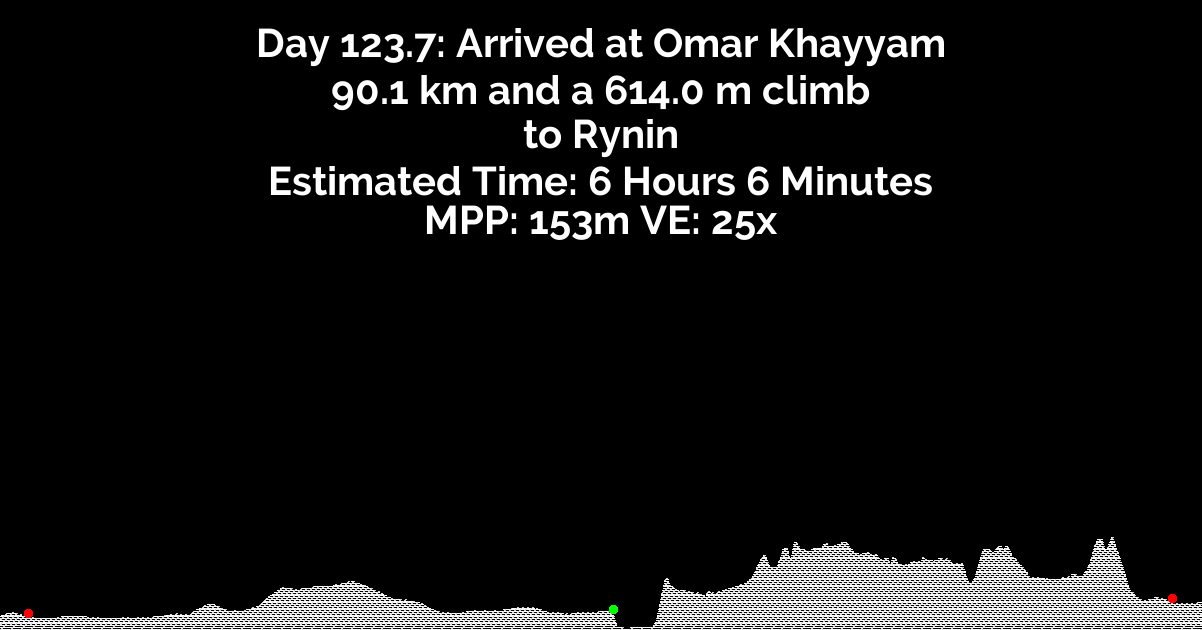 Day 123.7: Arrived at Omar Khayyam
90.1 km and a 614.0 m climb
to Rynin
Estimated Time: 6 Hours 6 Minutes
MPP: 153m VE: 25x